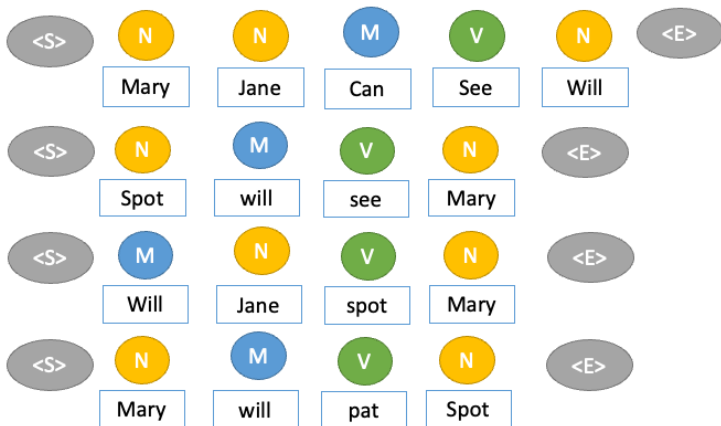 <S> N N M V N <E>
Mary Jane Can See Will
<S> N M V N <E>
Spot will see Mary
<S> M N V N <E>
Will Jane spot Mary
<S> N M V N <E>
Mary will pat Spot